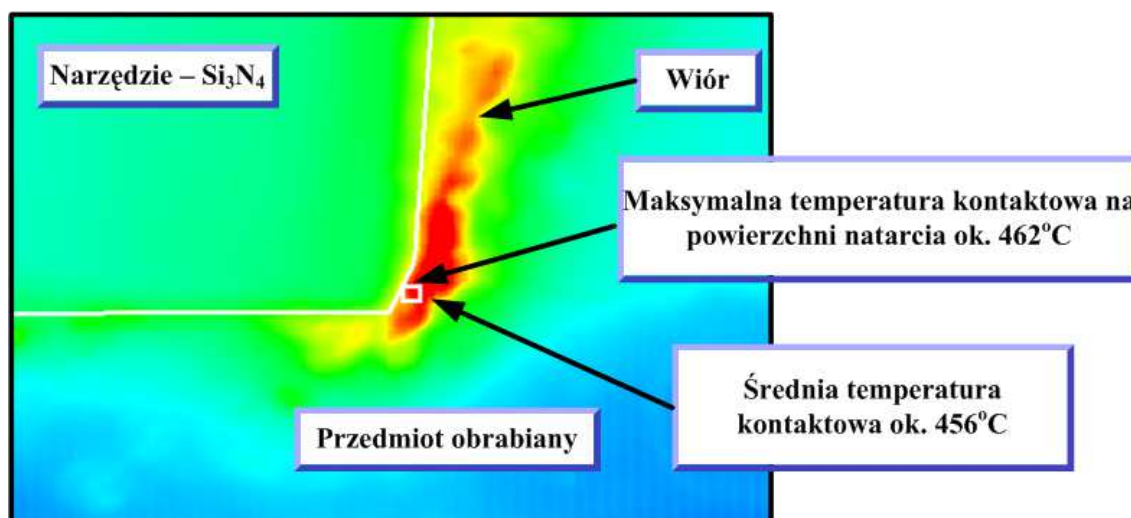 Narzędzie – Si₃N₄
Wiór
Maksymalna temperatura kontaktowa na
powierzchni natarcia ok. 462°C
Średnia temperatura
kontaktowa ok. 456°C
Przedmiot obrabiany